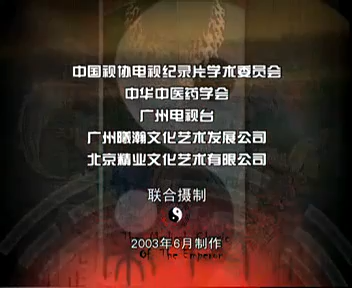 中国视协电视纪录片学术委员会
中华中医药学会
广州电视台
广州曦瀚文化艺术发展公司
北京精业文化艺术有限公司
联合摄制
2003年6月制作
Of The Emperor